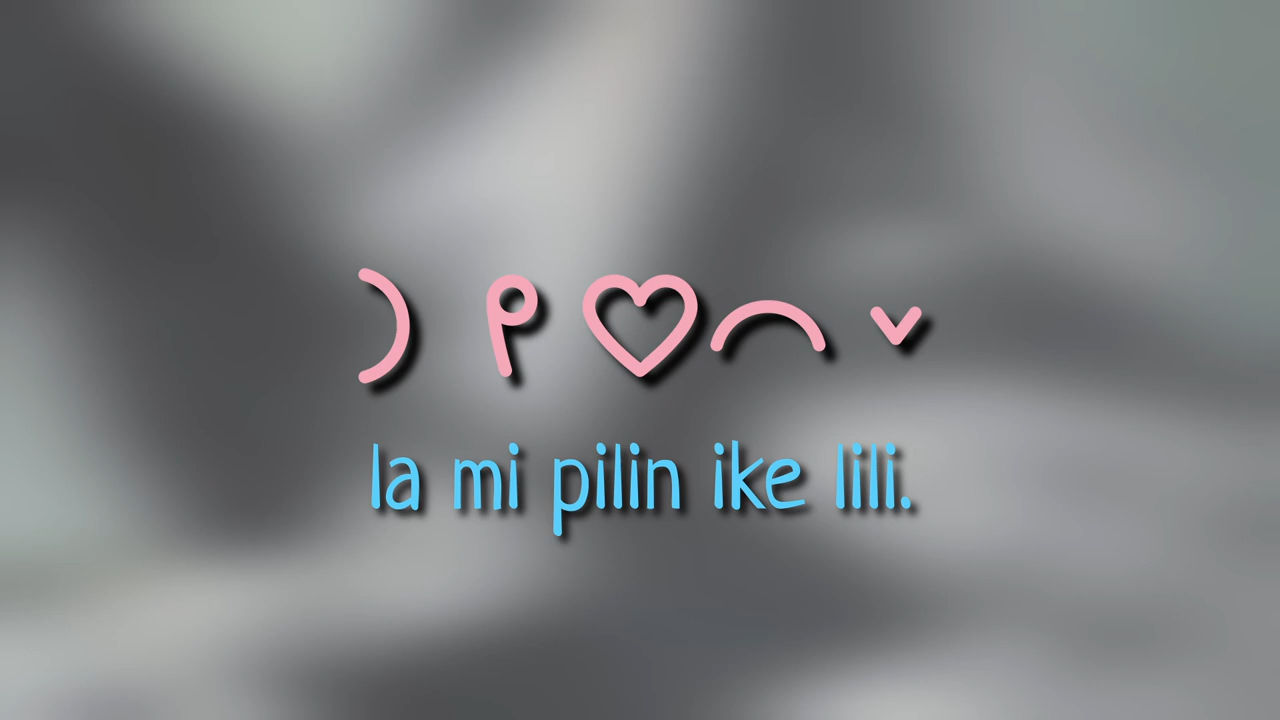 󱤡 󱤴 󱥎 󱤍 󱤨
la mi pilin ike lili.